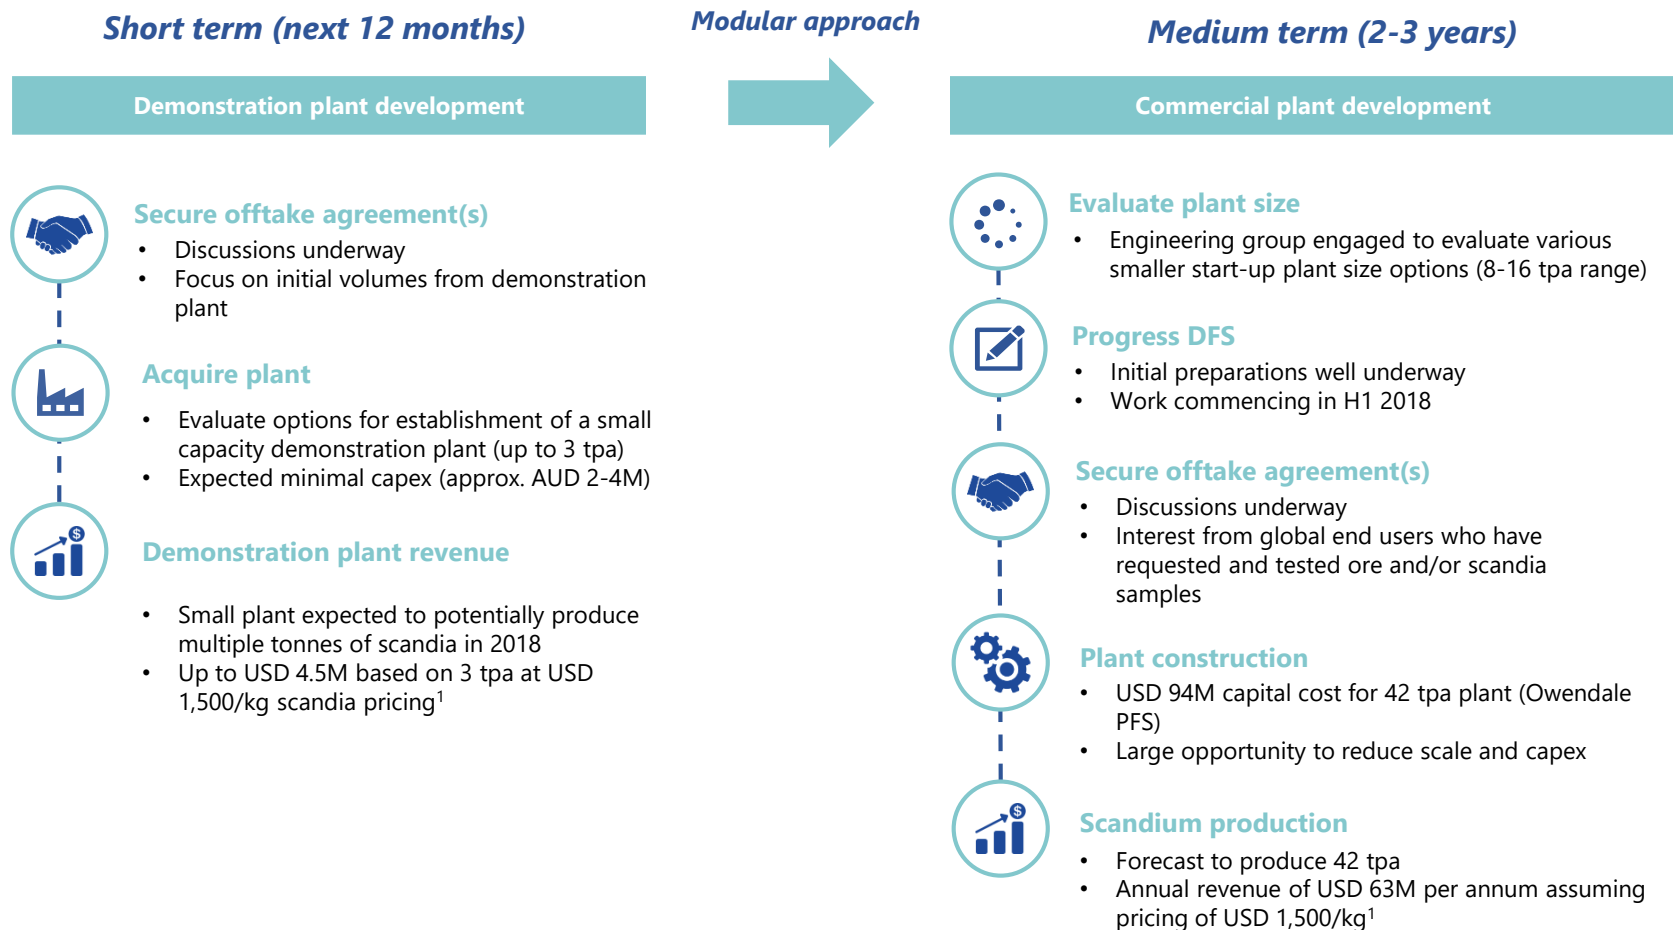 Short term (next 12 months)
Modular approach
Medium term (2-3 years)
Demonstration plant development
Commercial plant development
Secure offtake agreement(s)
• Discussions underway
• Focus on initial volumes from demonstration
plant
Acquire plant
• Evaluate options for establishment of a small
capacity demonstration plant (up to 3 tpa)
• Expected minimal capex (approx. AUD 2-4M)
$
Demonstration plant revenue
• Small plant expected to potentially produce
multiple tonnes of scandia in 2018
• Up to USD 4.5M based on 3 tpa at USD
1,500/kg scandia pricing¹
Evaluate plant size
• Engineering group engaged to evaluate various
smaller start-up plant size options (8-16 tpa range)
Progress DFS
• Initial preparations well underway
• Work commencing in H1 2018
Secure offtake agreement(s)
• Discussions underway
• Interest from global end users who have
requested and tested ore and/or scandia
samples
Plant construction
• USD 94M capital cost for 42 tpa plant (Owendale
PFS)
• Large opportunity to reduce scale and capex
$
Scandium production
• Forecast to produce 42 tpa
• Annual revenue of USD 63M per annum assuming
pricing of USD 1,500/kg¹